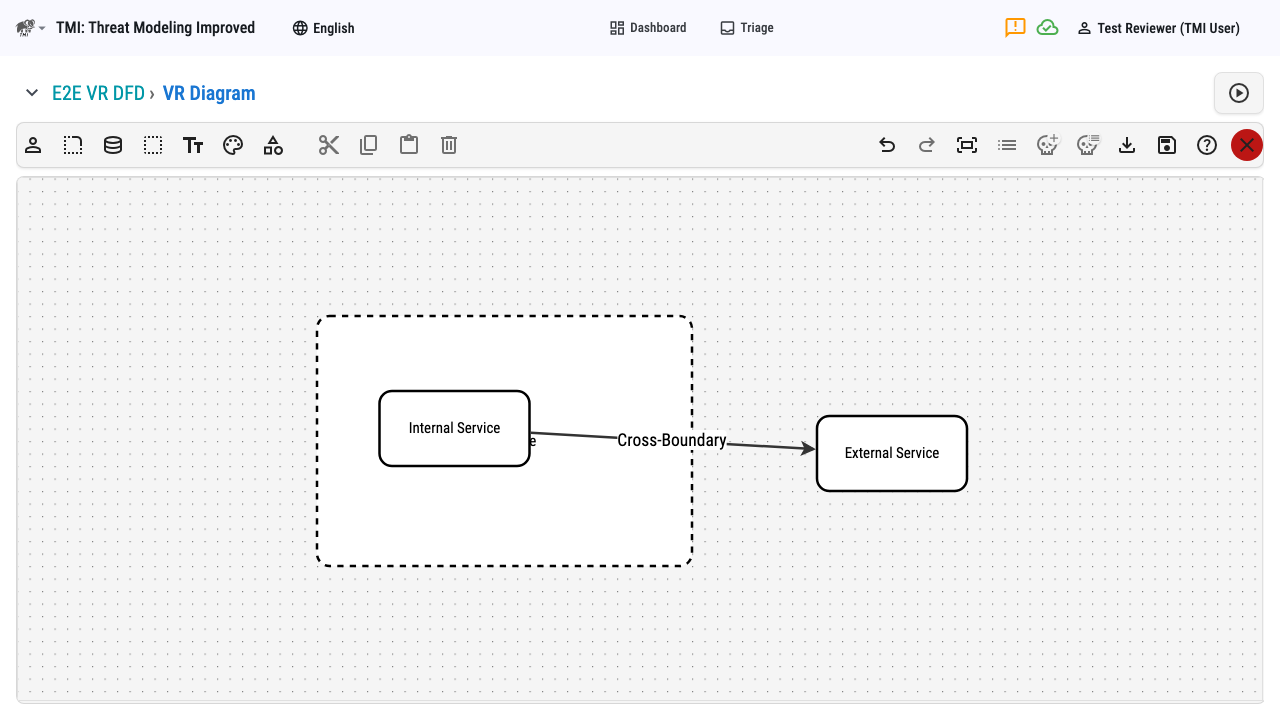 TMI: Threat Modeling Improved
English
Dashboard
Triage
Test Reviewer (TMI User)
E2E VR DFD › VR Diagram
Internal Service
e
Cross-Boundary
External Service